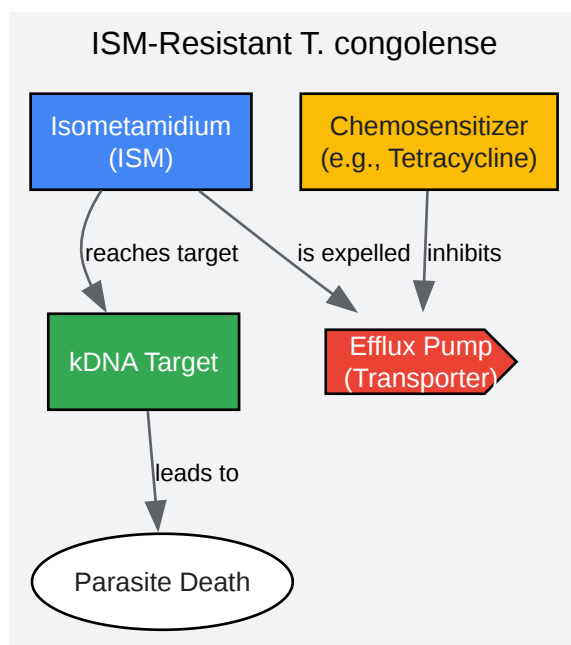 ISM-Resistant T. congolense
Isometamidium
(ISM)
Chemosensitizer
(e.g., Tetracycline)
reaches target
is expelled
inhibits
kDNA Target
Efflux Pump
(Transporter)
leads to
Parasite Death